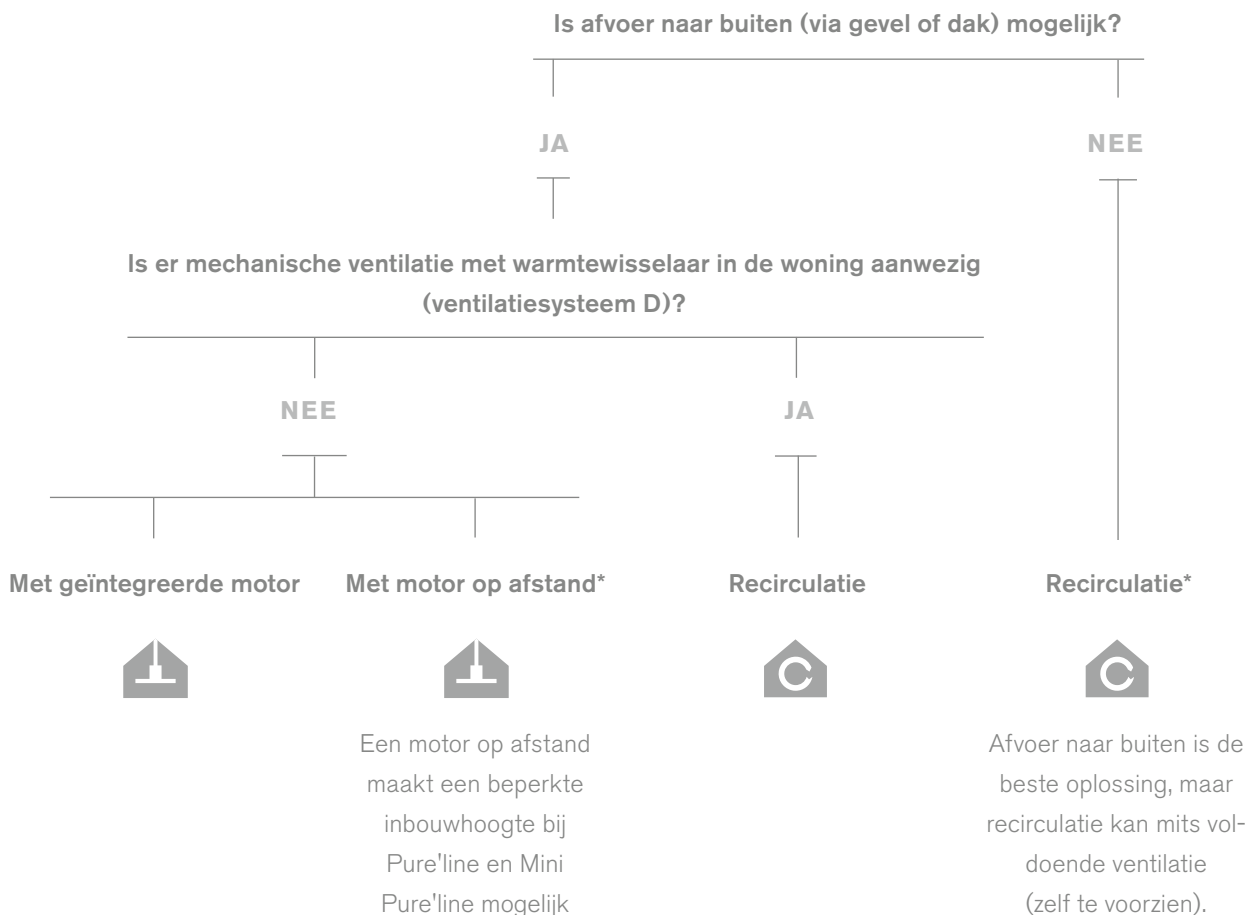 Is afvoer naar buiten (via gevel of dak) mogelijk?
JA
NEE
Is er mechanische ventilatie met warmtewisselaar in de woning aanwezig
(ventilatiesysteem D)?
NEE
JA
Met geïntegreerde motor
Met motor op afstand*
Recirculatie
Recirculatie*
Een motor op afstand
maakt een beperkte
inbouwhoogte bij
Pure'line en Mini
Pure'line mogelijk
Afvoer naar buiten is de
beste oplossing, maar
recirculatie kan mits vol-
doende ventilatie
(zelf te voorzien).